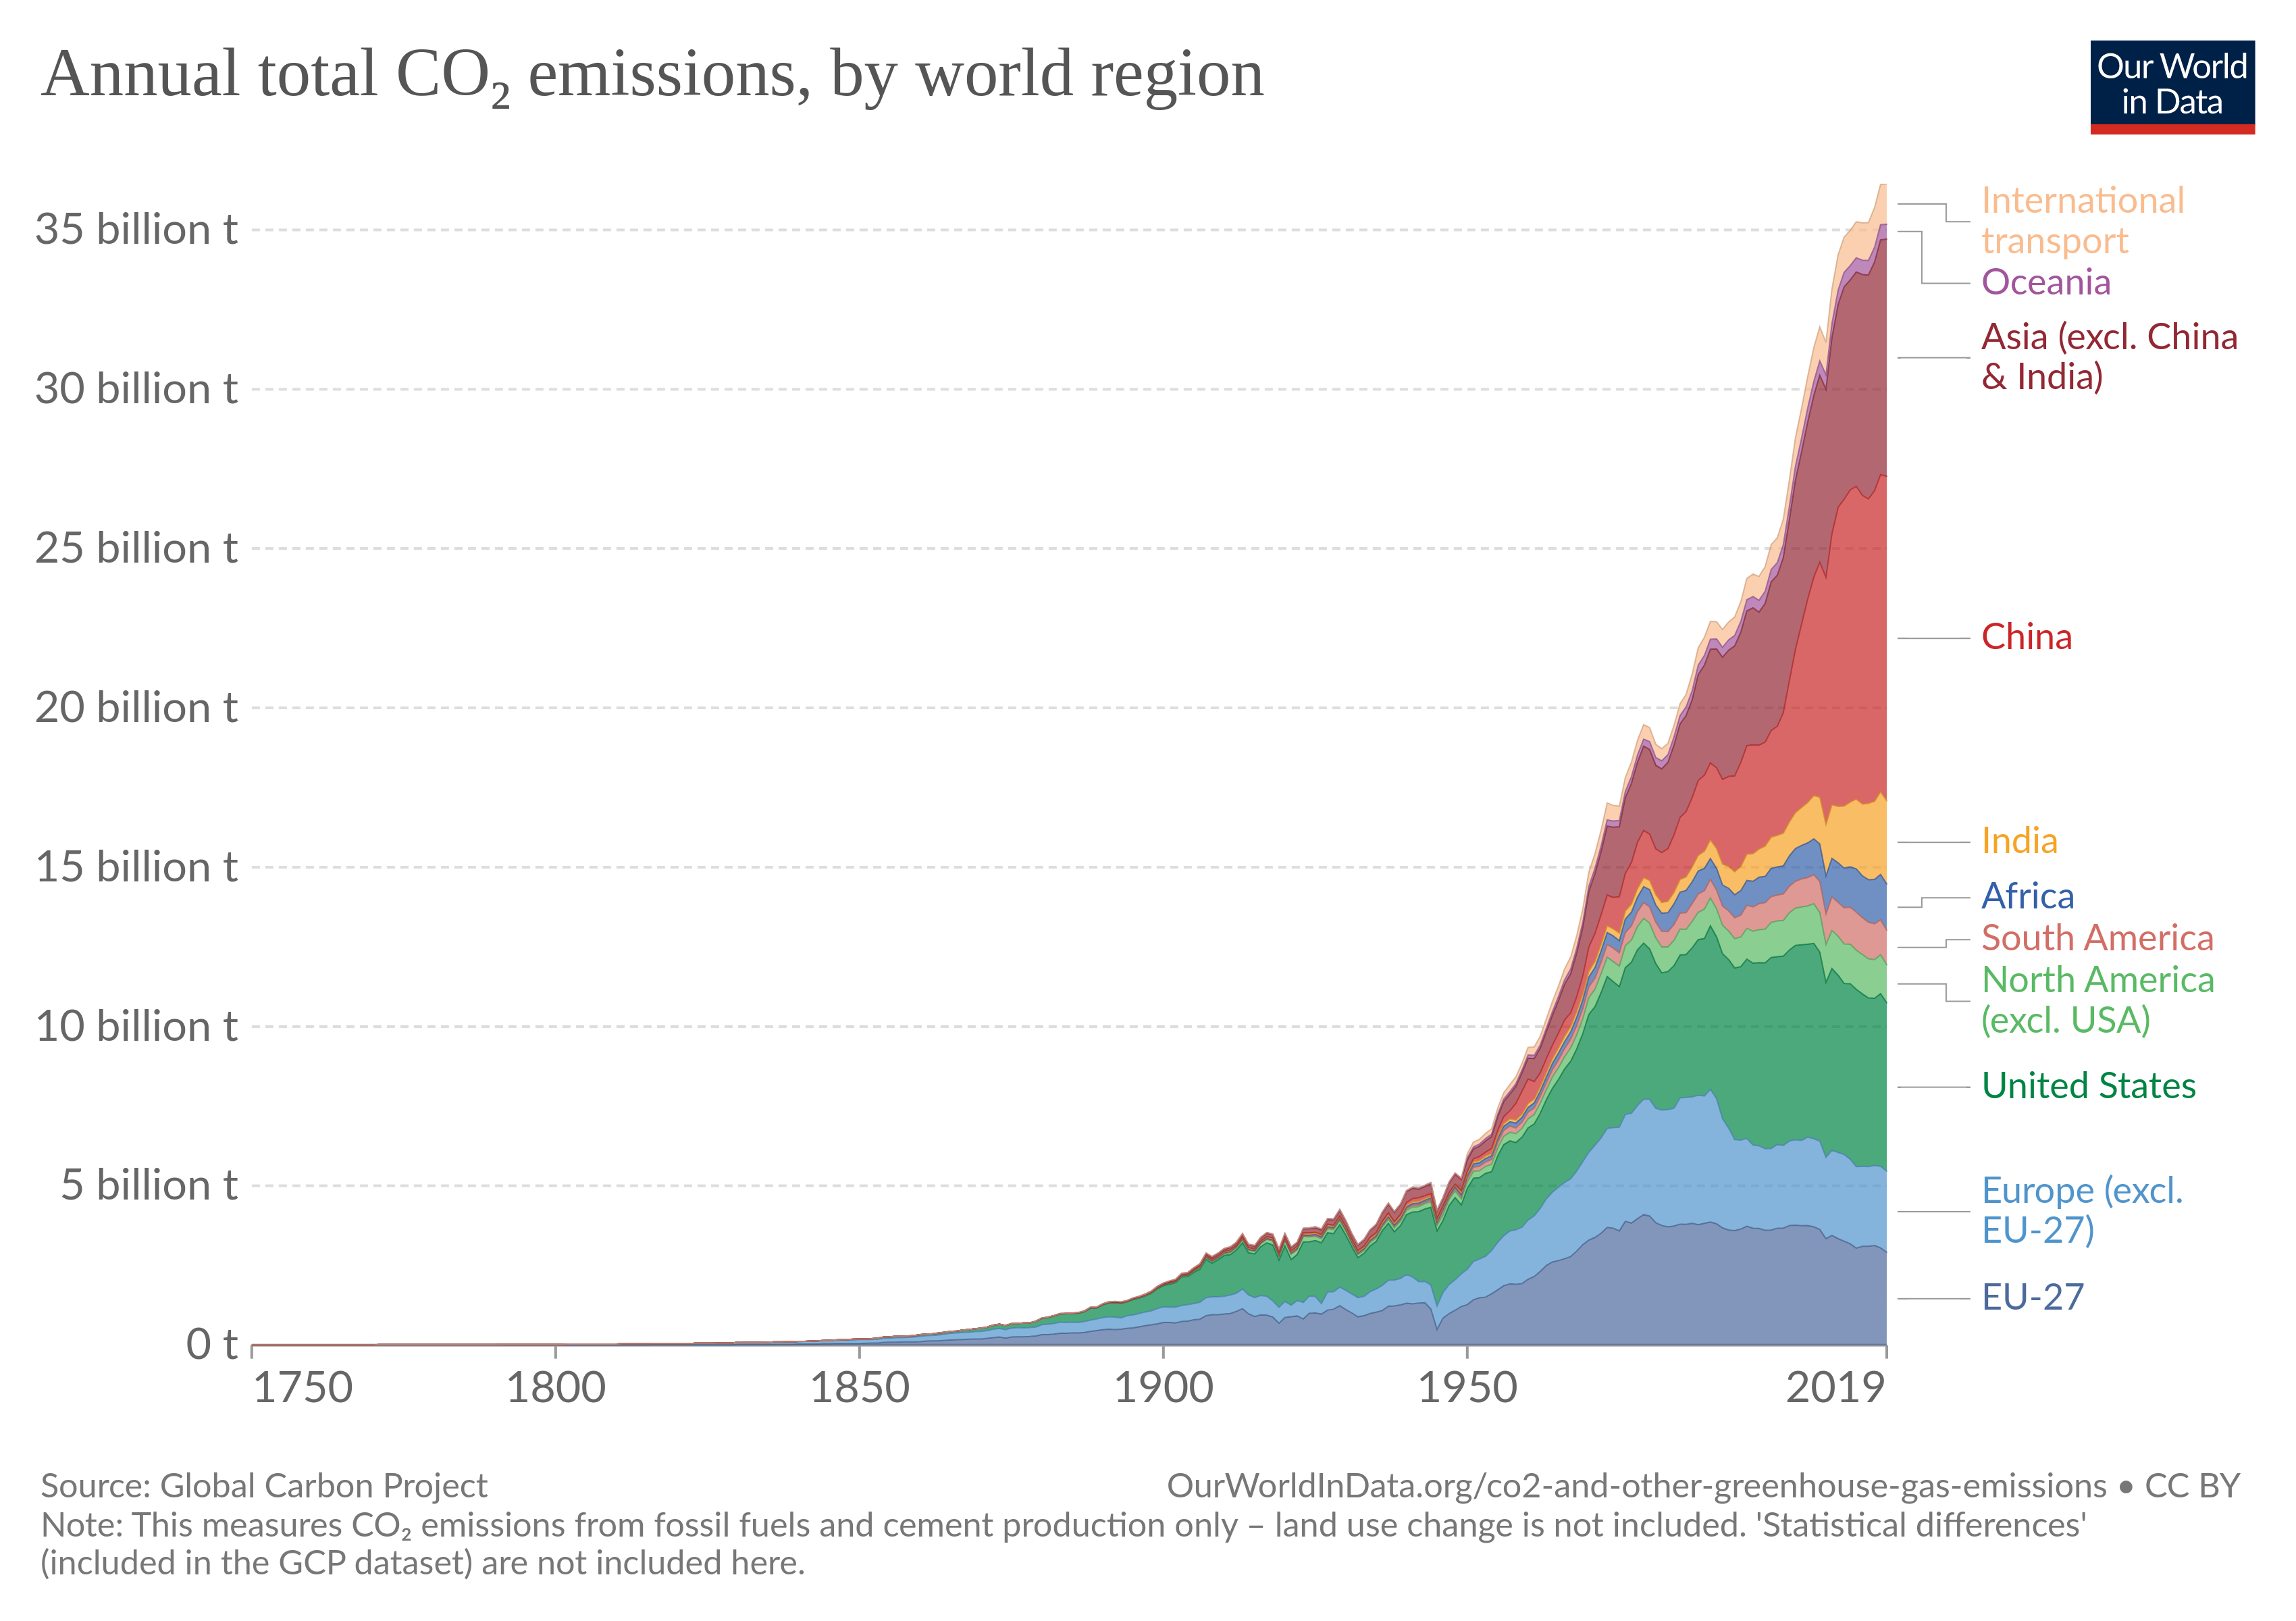 Annual total CO₂ emissions, by world region
Our World
in Data
35 billion t
30 billion t
25 billion t
20 billion t
15 billion t
10 billion t
5 billion t
0 t
International
transport
Oceania
Asia (excl. China
& India)
China
India
Africa
South America
North America
(excl. USA)
United States
Europe (excl.
EU-27)
EU-27
1750
1800
1850
1900
1950
2019
Source: Global Carbon Project
OurWorldInData.org/co2-and-other-greenhouse-gas-emissions • CC BY
Note: This measures CO₂ emissions from fossil fuels and cement production only – land use change is not included. 'Statistical differences'
(included in the GCP dataset) are not included here.